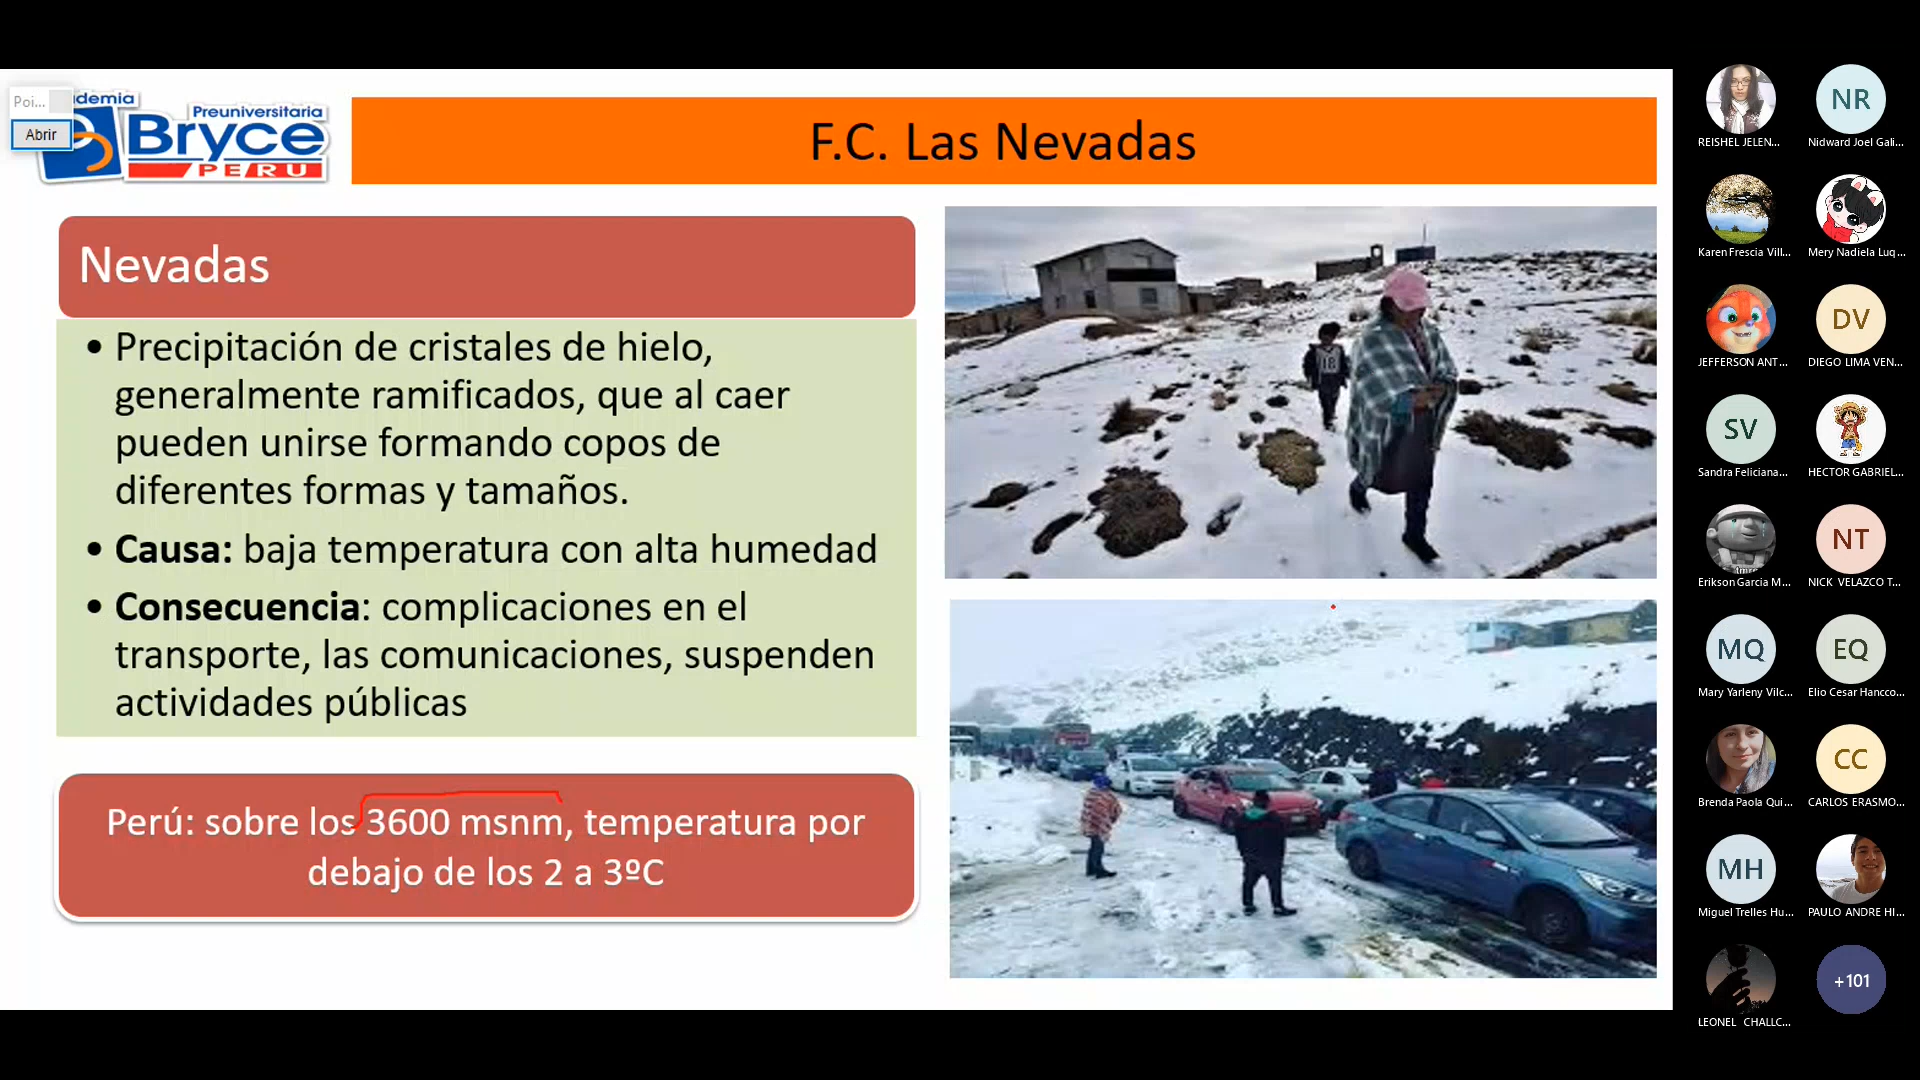 Poi...
Abrir
ademia
Preuniversitaria
Bryce
PERU
F.C. Las Nevadas
Nevadas
• Precipitación de cristales de hielo,
generalmente ramificados, que al caer
pueden unirse formando copos de
diferentes formas y tamaños.
• Causa: baja temperatura con alta humedad
• Consecuencia: complicaciones en el
transporte, las comunicaciones, suspenden
actividades públicas
Perú: sobre los 3600 msnm, temperatura por
debajo de los 2 a 3ºC
18
REISHEL JELEN...
NR
Nidward Joel Gali...
Karen Frescia Vill...
Mery Nadiela Luq...
JEFFERSON ANT...
DV
DIEGO LIMA VEN...
SV
Sandra Feliciana...
HECTOR GABRIEL...
Erikson Garcia M...
NT
NICK VELAZCO T...
MQ
Mary Yarleny Vilc...
EQ
Elio Cesar Hancco...
Brenda Paola Qui...
CC
CARLOS ERASMO...
MH
Miguel Trelles Hu...
PAULO ANDRE HI...
LEONEL CHALLC...
+101